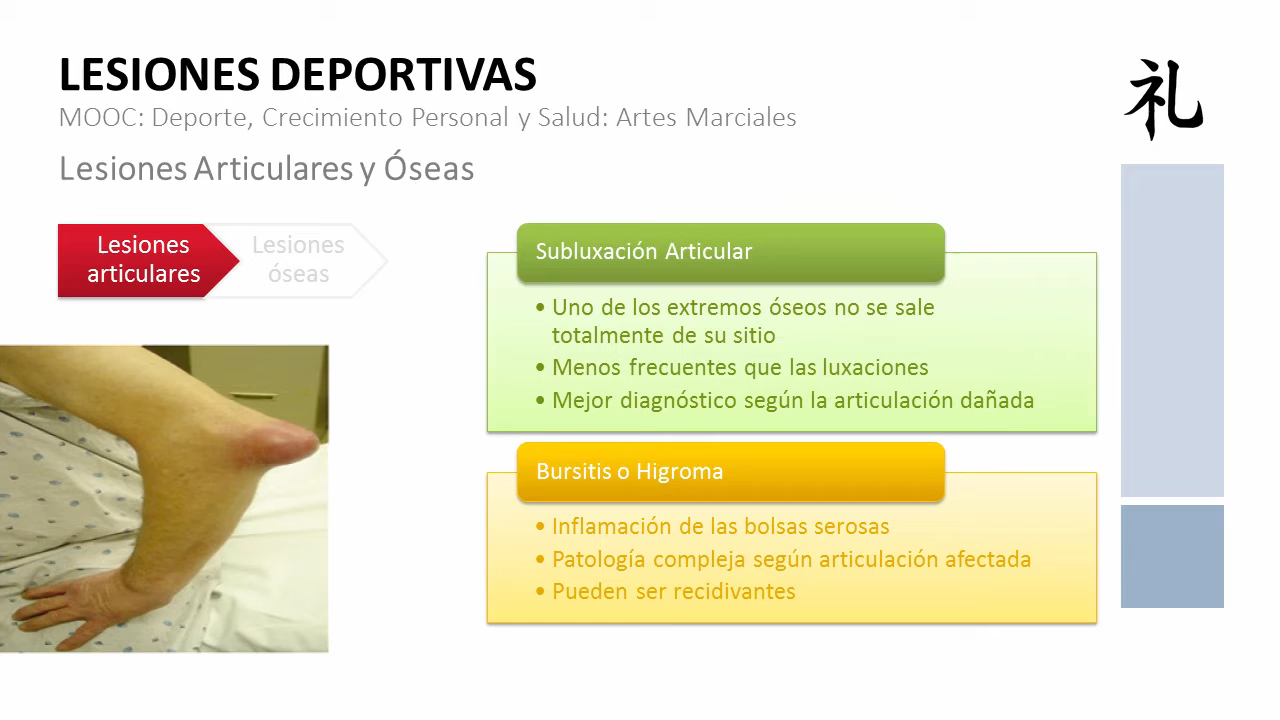 LESIONES DEPORTIVAS
MOOC: Deporte, Crecimiento Personal y Salud: Artes Marciales
Lesiones Articulares y Óseas
礼
Lesiones
articulares
Lesiones
óseas
Subluxación Articular
• Uno de los extremos óseos no se sale
totalmente de su sitio
• Menos frecuentes que las luxaciones
• Mejor diagnóstico según la articulación dañada
Bursitis o Higroma
• Inflamación de las bolsas serosas
• Patología compleja según articulación afectada
• Pueden ser recidivantes